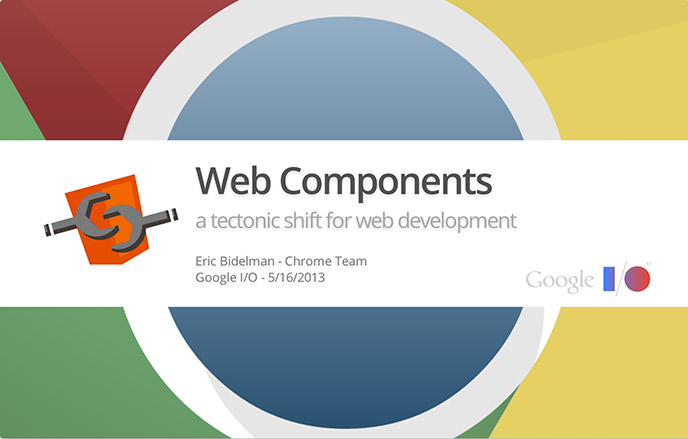 Web Components
a tectonic shift for web development
Eric Bidelman - Chrome Team
Google I/O - 5/16/2013
Google I/O